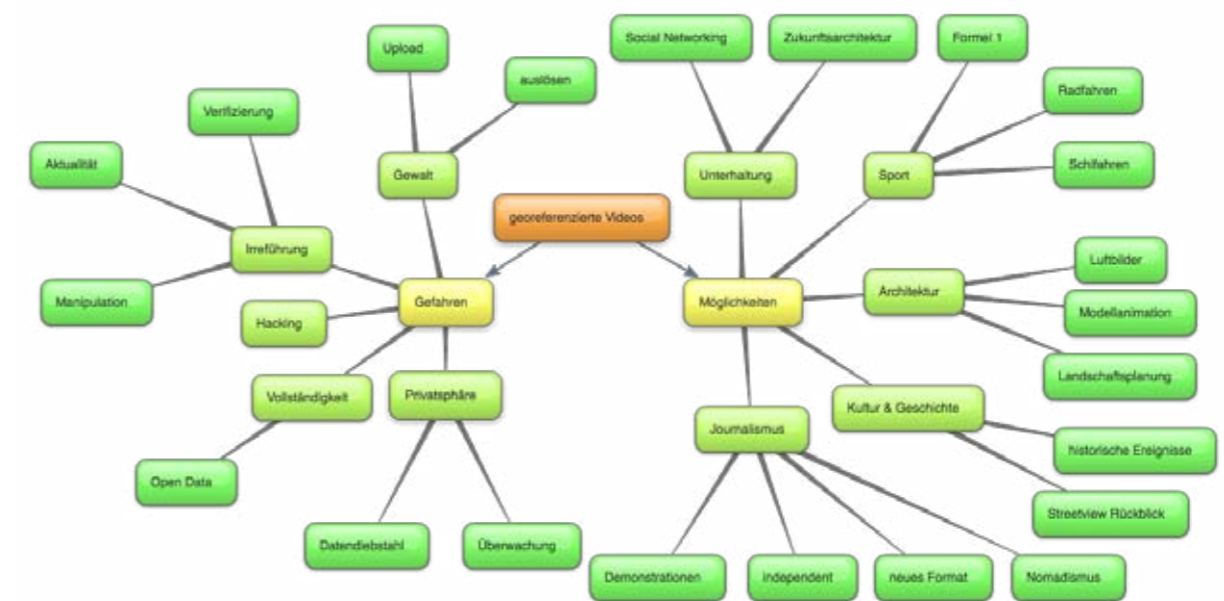 georeferenzierte Videos
Gefahren
Gewalt
Upload
auslösen
Irreführung
Verifizierung
Aktualität
Manipulation
Hacking
Vollständigkeit
Open Data
Privatsphäre
Datendiebstahl
Überwachung
Möglichkeiten
Unterhaltung
Social Networking
Zukunftsarchitektur
Sport
Formel 1
Radfahren
Schifahren
Architektur
Luftbilder
Modellanimation
Landschaftsplanung
Kultur & Geschichte
historische Ereignisse
Streetview Rückblick
Journalismus
Demonstrationen
independent
neues Format
Nomadismus